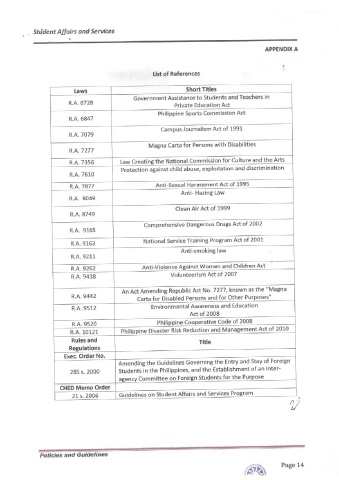 Student Affairs and Services
APPENDIX A
List of References
Laws Short Titles
R.A. 6728 Government Assistance to Students and Teachers in
Private Education Act
R.A. 6847 Philippine Sports Commission Act
R.A. 7079 Campus Journalism Act of 1991
R.A. 7277 Magna Carta for Persons with Disabilities
R.A. 7356 Law Creating the National Commission for Culture and the Arts
R.A. 7610 Protection against child abuse, exploitation and discrimination
R.A. 7877 Anti-Sexual Harassment Act of 1995
R.A. 8049 Anti- Hazing Law
R.A. 8749 Clean Air Act of 1999
R.A. 9165 Comprehensive Dangerous Drugs Act of 2002
R.A. 9163 National Service Training Program Act of 2001
R.A. 9211 Anti-smoking law
R.A. 9262 Anti-Violence Against Women and Children Act
R.A. 9418 Volunteerism Act of 2007
R.A. 9442 An Act Amending Republic Act No. 7277, known as the "Magna
Carta for Disabled Persons and for Other Purposes"
R.A. 9512 Environmental Awareness and Education
Act of 2008
R.A. 9520 Philippine Cooperative Code of 2008
R.A. 10121 Philippine Disaster Risk Reduction and Management Act of 2010
Rules and
Regulations Title
Exec. Order No.
285 s. 2000 Amending the Guidelines Governing the Entry and Stay of Foreign
Students in the Philippines, and the Establishment of an Inter-
agency Committee on Foreign Students for the Purpose
CHED Memo Order
21 s. 2006 Guidelines on Student Affairs and Services Program
Policies and Guidelines
Page 14